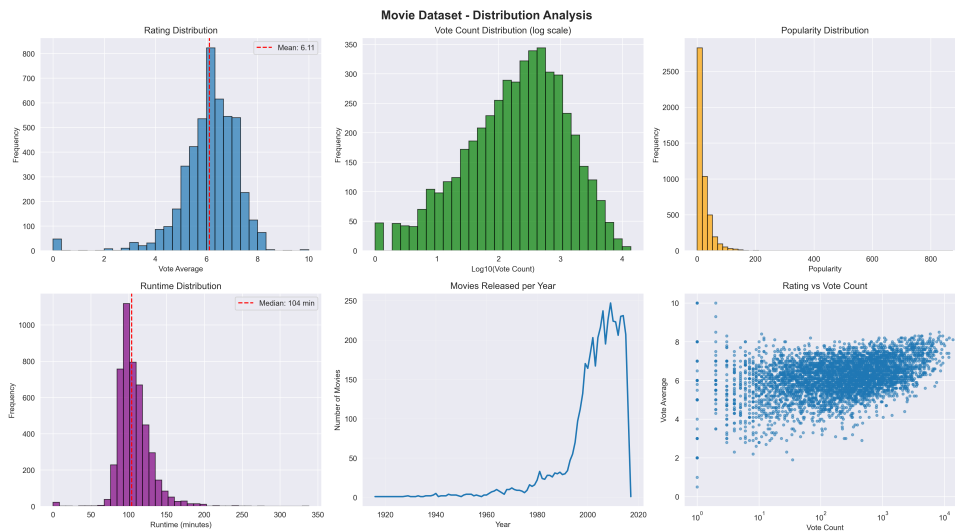 Movie Dataset - Distribution Analysis
Rating Distribution
Mean: 6.11
Frequency
800
700
600
500
400
300
200
100
0
0 2 4 6 8 10
Vote Average
Vote Count Distribution (log scale)
Frequency
350
300
250
200
150
100
50
0
0 1 2 3 4
Log10(Vote Count)
Popularity Distribution
Frequency
2500
2000
1500
1000
500
0
0 200 400 600 800
Popularity
Runtime Distribution
Median: 104 min
Frequency
1000
800
600
400
200
0
0 50 100 150 200 250 300 350
Runtime (minutes)
Movies Released per Year
Number of Movies
250
200
150
100
50
0
1920 1940 1960 1980 2000 2020
Year
Rating vs Vote Count
Vote Average
10
8
6
4
2
0
10⁰ 10¹ 10² 10³ 10⁴
Vote Count